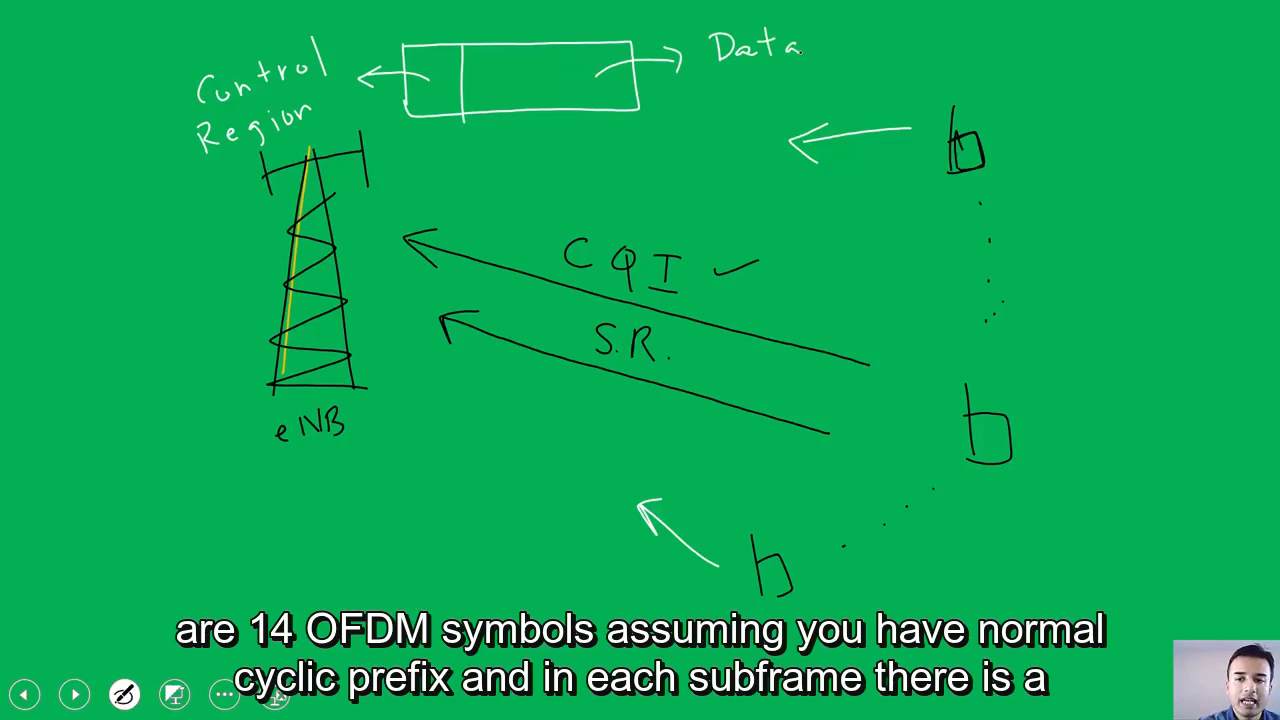 Data
Control
Region
CQI
S.R.
eNB
are 14 OFDM symbols assuming you have normal
cyclic prefix and in each subframe there is a